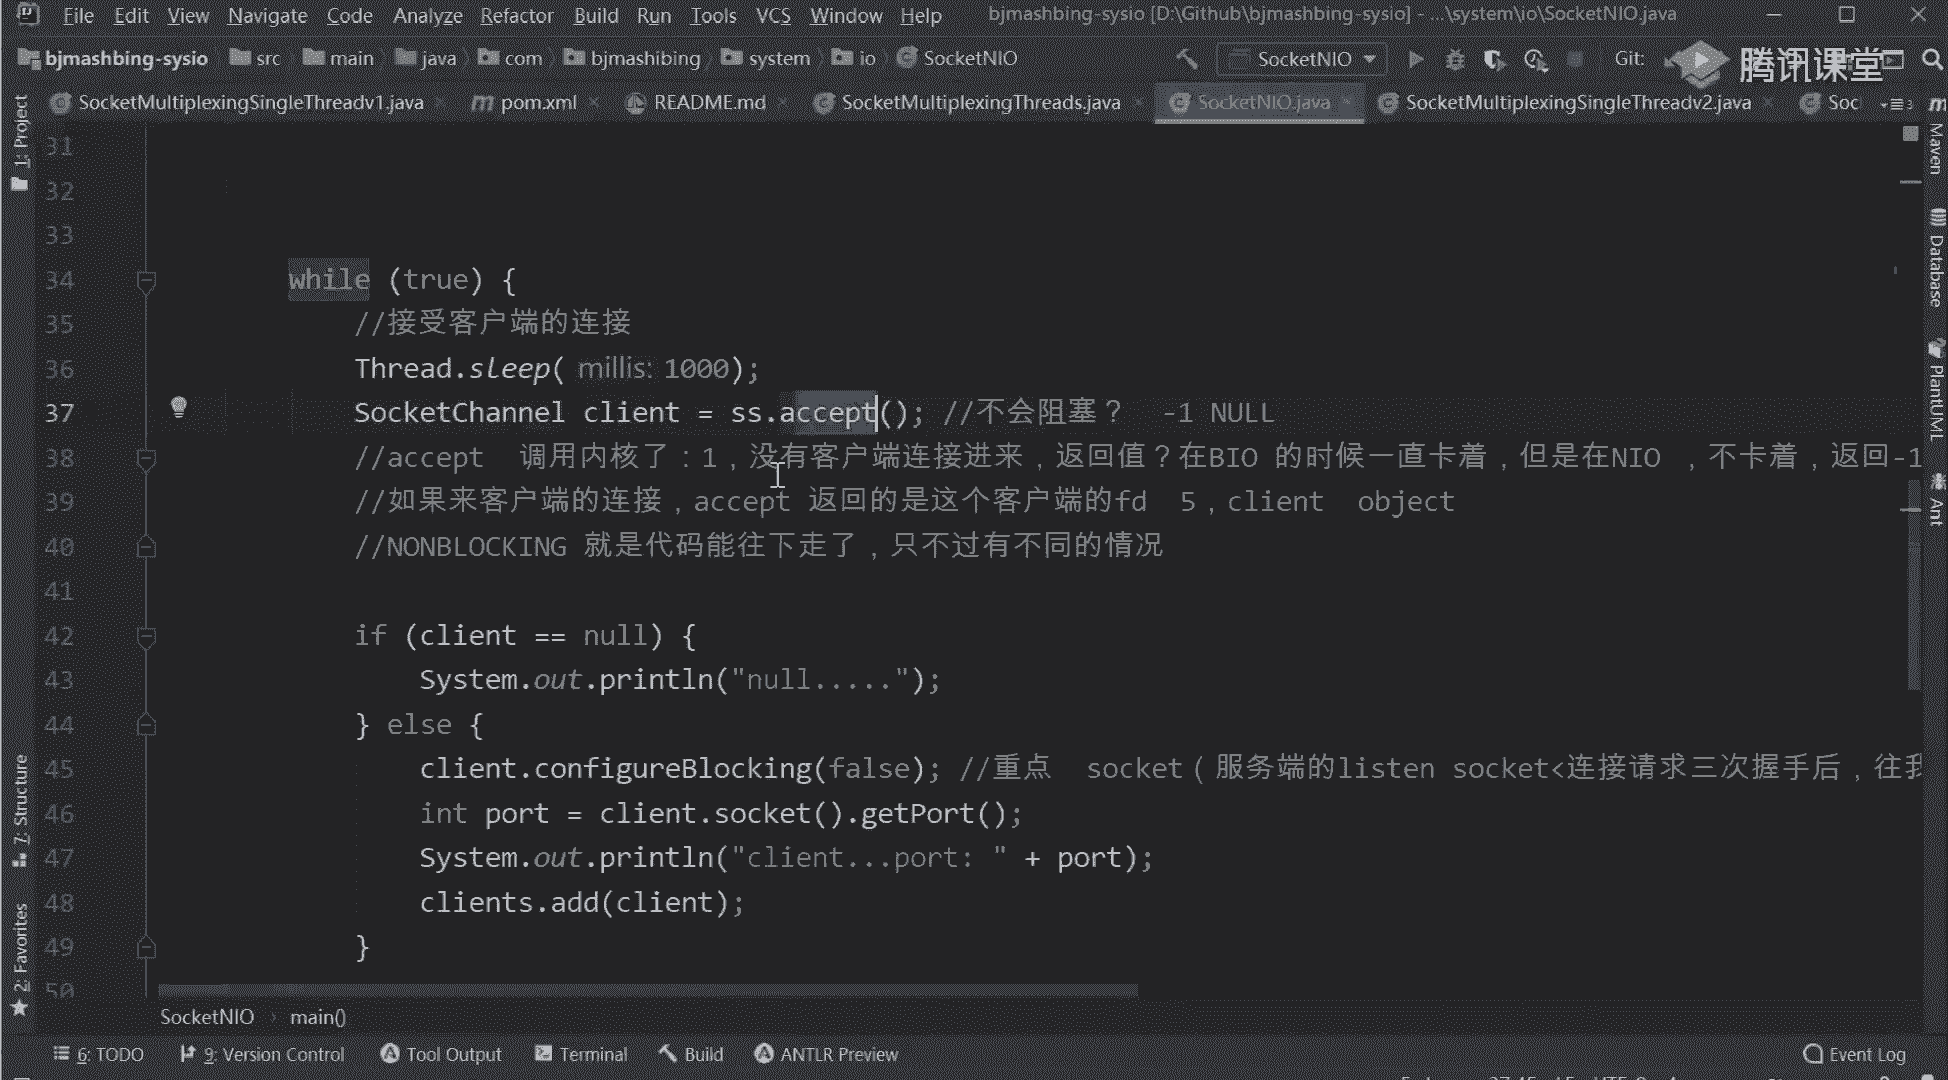 File Edit View Navigate Code Analyze Refactor Build Run Tools VCS Window Help bjmashbing-sysio [D:\Github\bjmashbing-sysio] - ...\system\io\SocketNIO.java
bjmashbing-sysio src main java com bjmashibing system io SocketNIO SocketNIO Git: 腾讯课堂
SocketMultiplexingSingleThreadv1.java pom.xml README.md SocketMultiplexingThreads.java SocketNIO.java SocketMultiplexingSingleThreadv2.java Soc
1: Project
7: Structure
2: Favorites
31
32
33
34 while (true) {
35 //接受客户端的连接
36 Thread.sleep( millis: 1000);
37 SocketChannel client = ss.accept(); //不会阻塞？ -1 NULL
38 //accept 调用内核了：1，没有客户端连接进来，返回值？在BIO 的时候一直卡着，但是在NIO ，不卡着，返回-1
39 //如果来客户端的连接，accept 返回的是这个客户端的fd 5，client object
40 //NONBLOCKING 就是代码能往下走了，只不过有不同的情况
41
42 if (client == null) {
43 System.out.println("null.....");
44 } else {
45 client.configureBlocking(false); //重点 socket（服务端的listen socket<连接请求三次握手后，往我
46 int port = client.socket().getPort();
47 System.out.println("client...port: " + port);
48 clients.add(client);
49 }
50
Maven
Database
PlantUML
Ant
SocketNIO main()
6: TODO 9: Version Control Tool Output Terminal Build ANTLR Preview Event Log